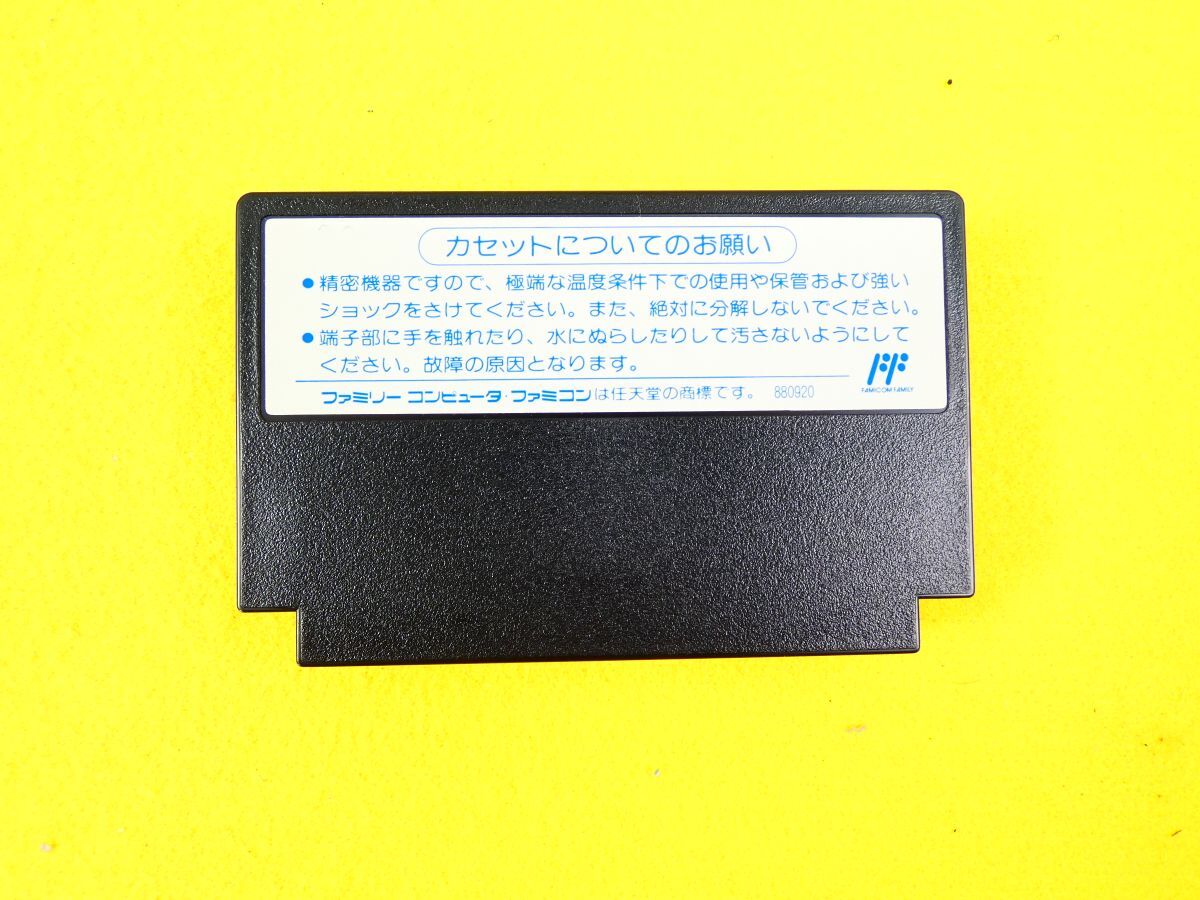 カセットについてのお願い
●精密機器ですので、極端な温度条件下での使用や保管および強い
ショックをさけてください。また、絶対に分解しないでください。
●端子部に手を触れたり、水にぬらしたりして汚さないようにして
ください。故障の原因となります。
FAMICOM FAMILY
ファミリーコンピュータ・ファミコンは任天堂の商標です。 880920